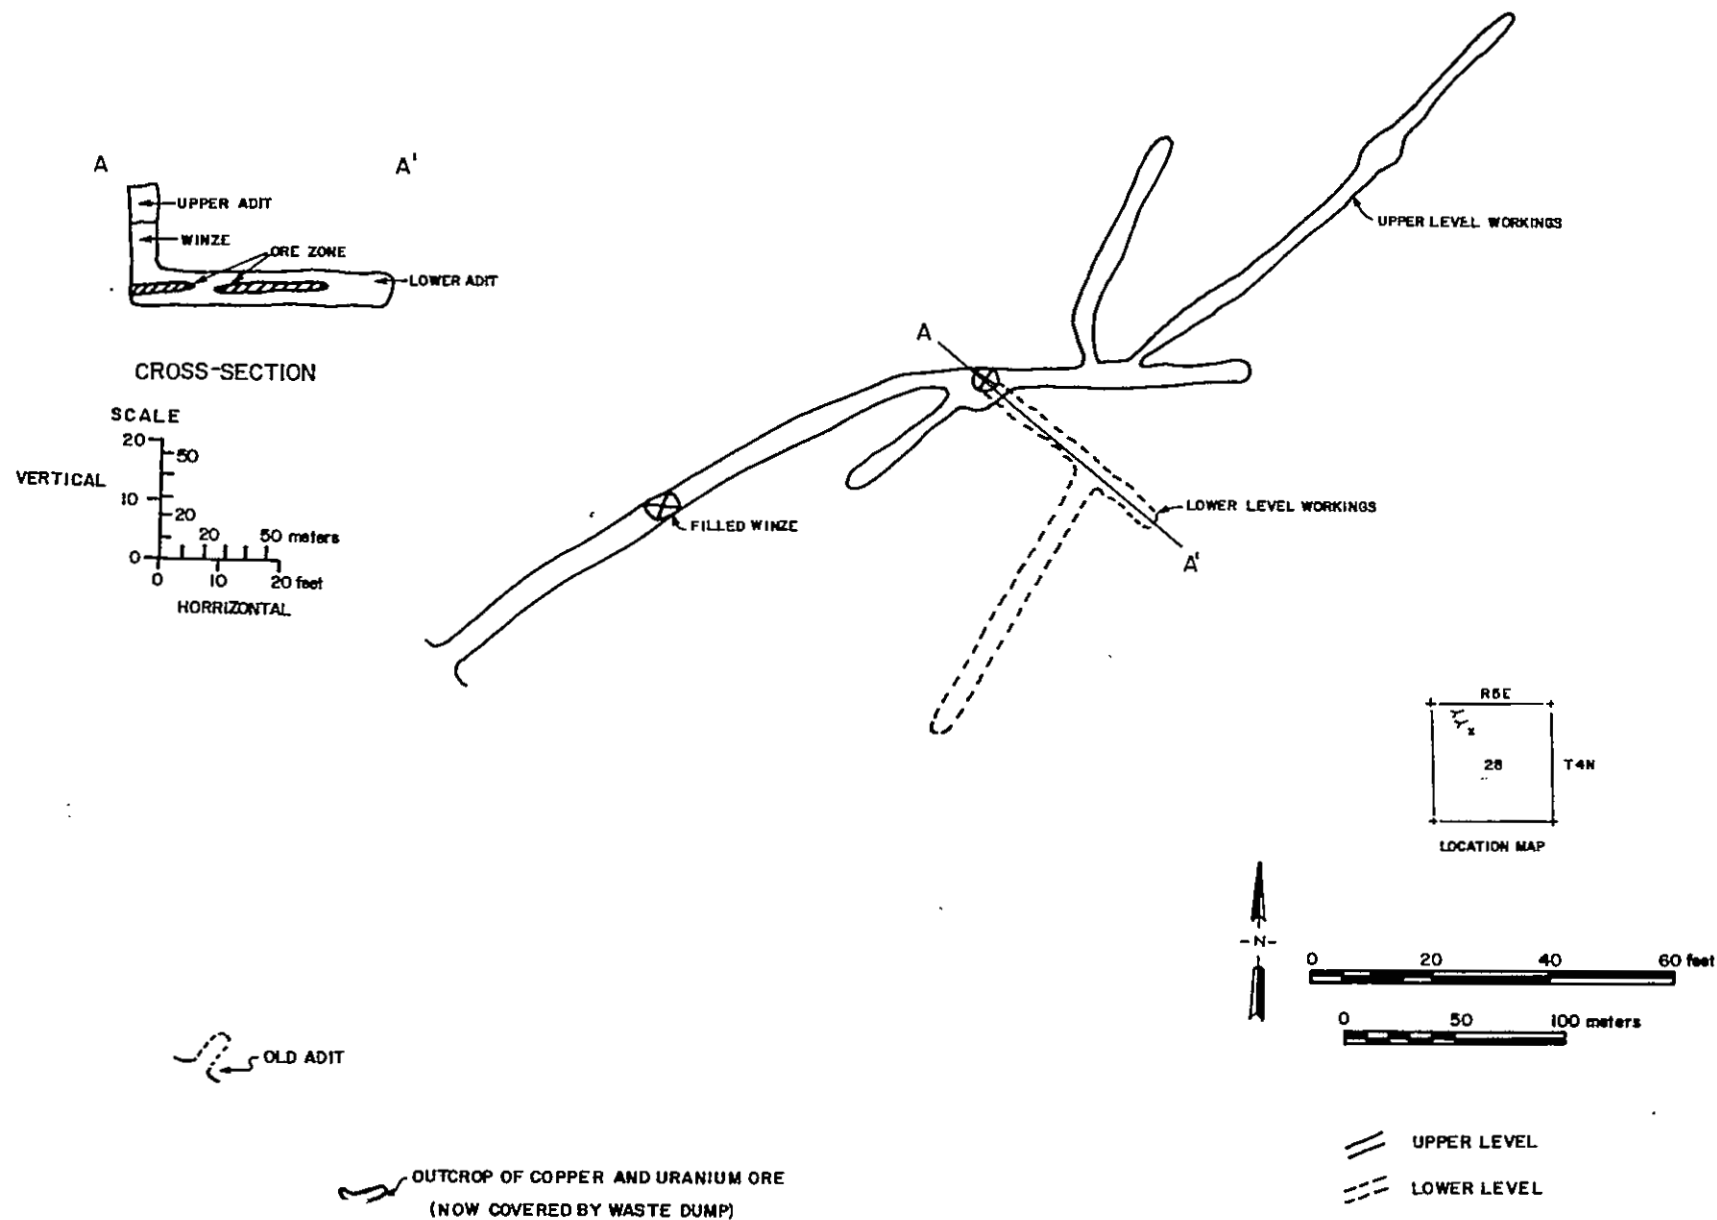 A A'
UPPER ADIT
WINZE
ORE ZONE
LOWER ADIT
CROSS-SECTION
SCALE
20
50
VERTICAL
10
20
20 50 meters
0
0 10 20 feet
HORRIZONTAL
UPPER LEVEL WORKINGS
A
FILLED WINZE
LOWER LEVEL WORKINGS
A'
R5E
28
T4N
LOCATION MAP
-N-
0 20 40 60 feet
0 50 100 meters
OLD ADIT
OUTCROP OF COPPER AND URANIUM ORE
(NOW COVERED BY WASTE DUMP)
UPPER LEVEL
LOWER LEVEL